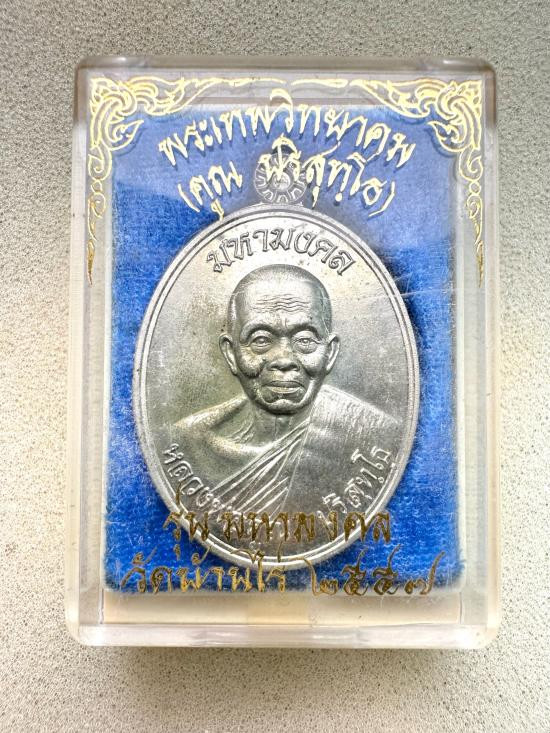 พระเทพวิทยาคม
(คูณ ปริสุทฺโธ)
มหามงคล
หลวงพ
ปริสุทฺโธ
รุ่น มหามงคล
วัดบ้านไร่ ๒๕๕๗